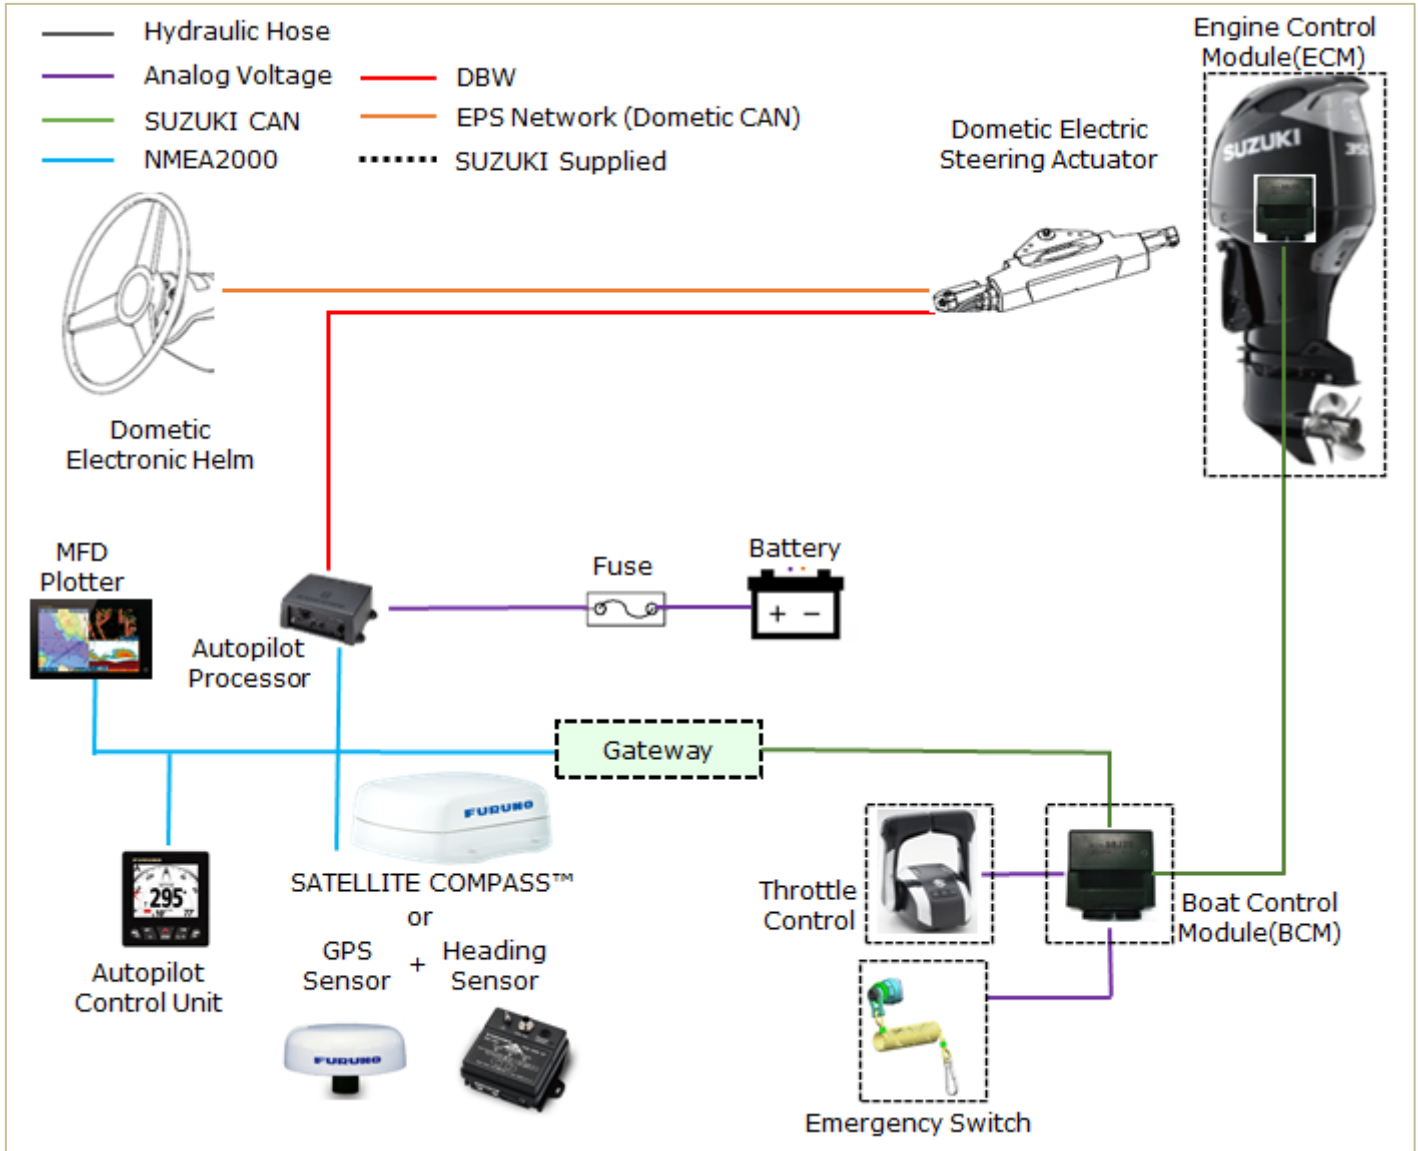 Hydraulic Hose
Analog Voltage
SUZUKI CAN
NMEA2000
DBW
EPS Network (Dometic CAN)
SUZUKI Supplied
Engine Control
Module(ECM)
SUZUKI
Dometic Electric
Steering Actuator
Dometic
Electronic Helm
MFD
Plotter
Autopilot
Processor
Fuse
Battery
+ −
Gateway
FURUNO
SATELLITE COMPASS™
or
GPS
Sensor
+
Heading
Sensor
FURUNO
295
Autopilot
Control Unit
Throttle
Control
Boat Control
Module(BCM)
Emergency Switch